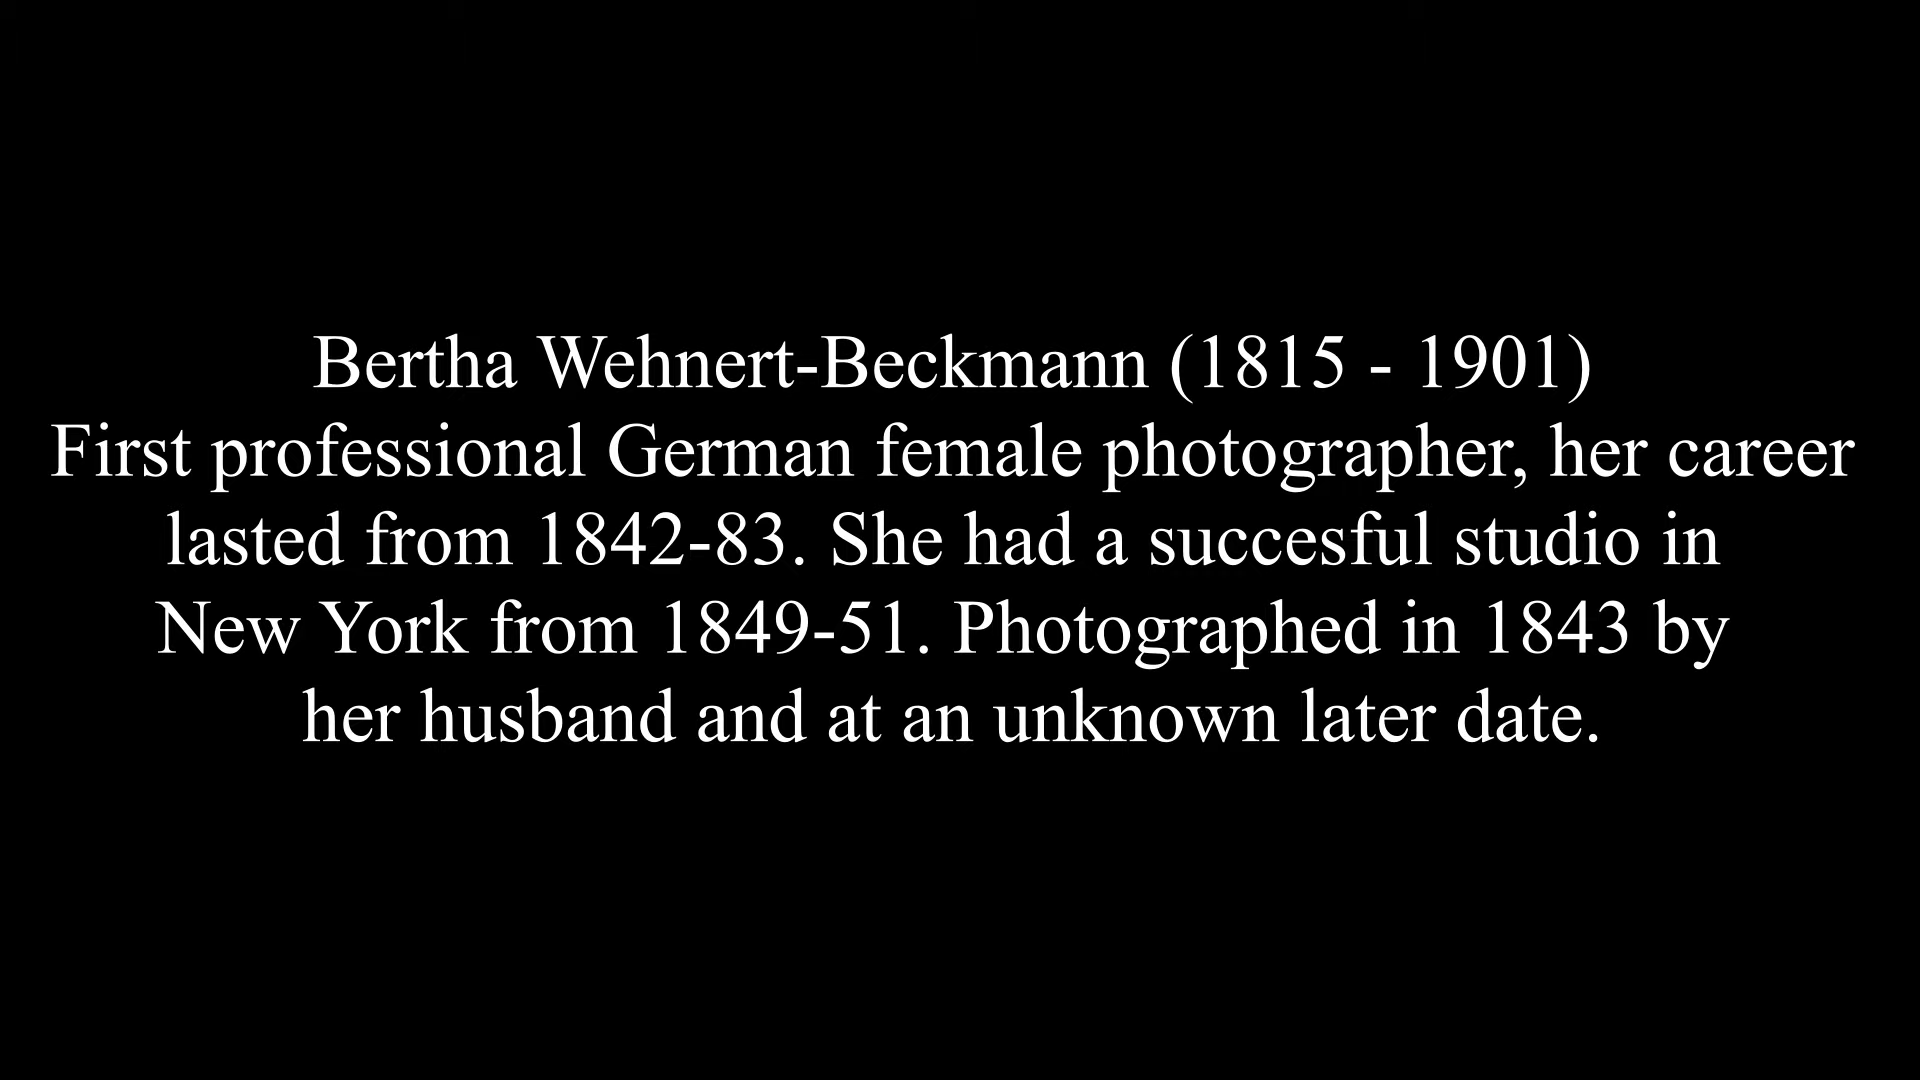 Bertha Wehnert-Beckmann (1815 - 1901)
First professional German female photographer, her career
lasted from 1842-83. She had a succesful studio in
New York from 1849-51. Photographed in 1843 by
her husband and at an unknown later date.